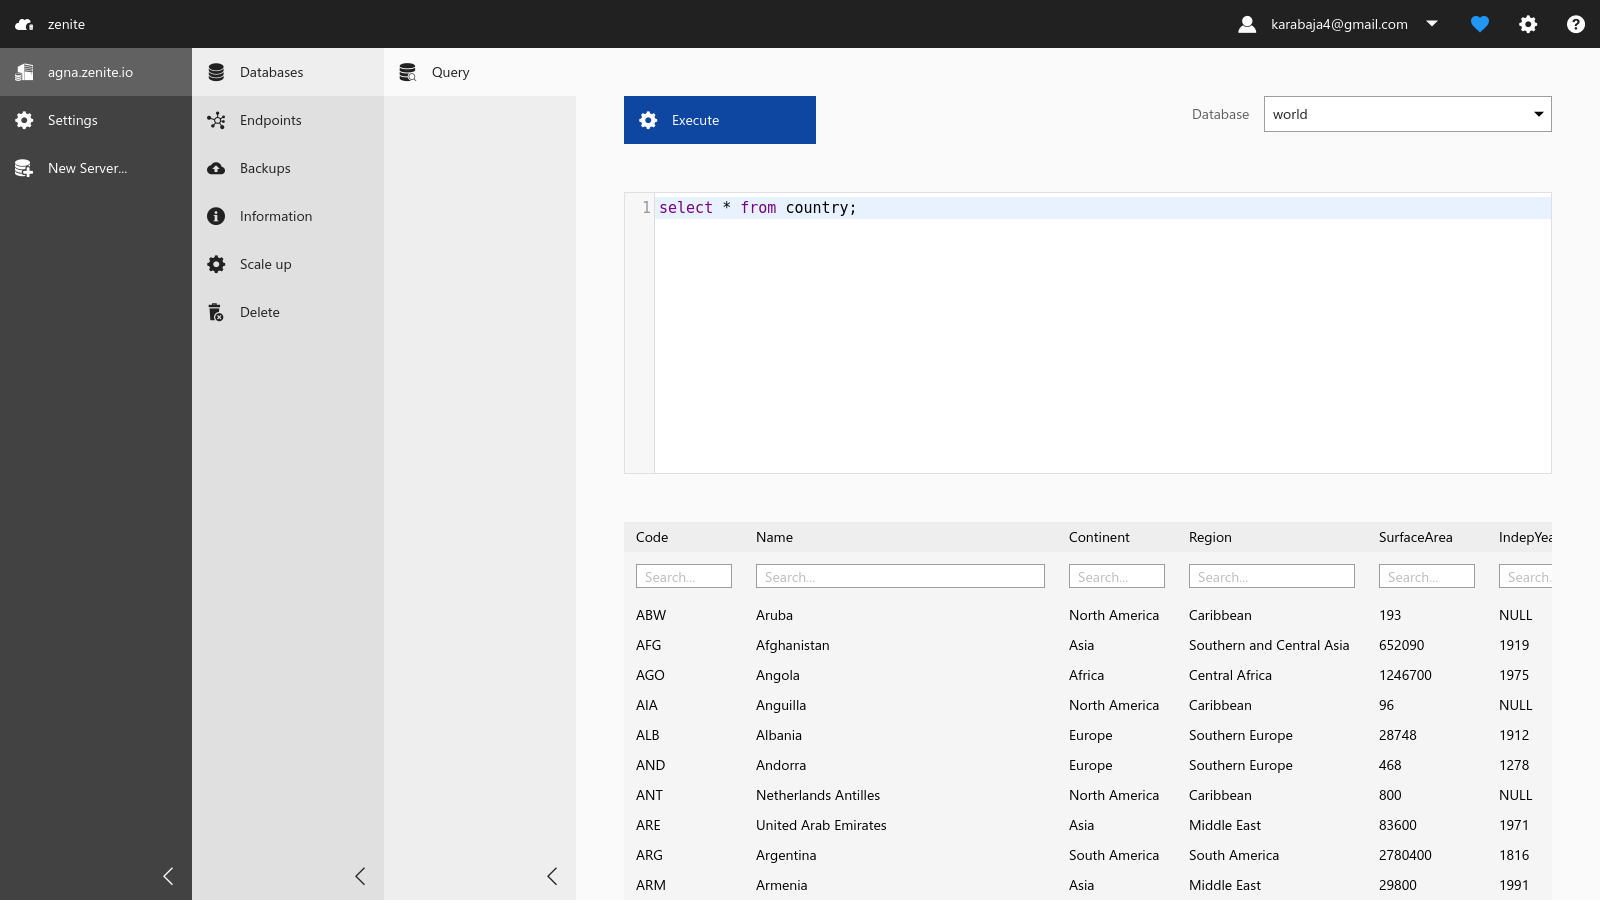 zenite
karabaja4@gmail.com
agna.zenite.io
Settings
New Server...
Databases
Endpoints
Backups
Information
Scale up
Delete
Query
Execute
Database world
1 select * from country;
Code Name Continent Region SurfaceArea IndepYea
Search... Search... Search... Search... Search... Search.
ABW Aruba North America Caribbean 193 NULL
AFG Afghanistan Asia Southern and Central Asia 652090 1919
AGO Angola Africa Central Africa 1246700 1975
AIA Anguilla North America Caribbean 96 NULL
ALB Albania Europe Southern Europe 28748 1912
AND Andorra Europe Southern Europe 468 1278
ANT Netherlands Antilles North America Caribbean 800 NULL
ARE United Arab Emirates Asia Middle East 83600 1971
ARG Argentina South America South America 2780400 1816
ARM Armenia Asia Middle East 29800 1991